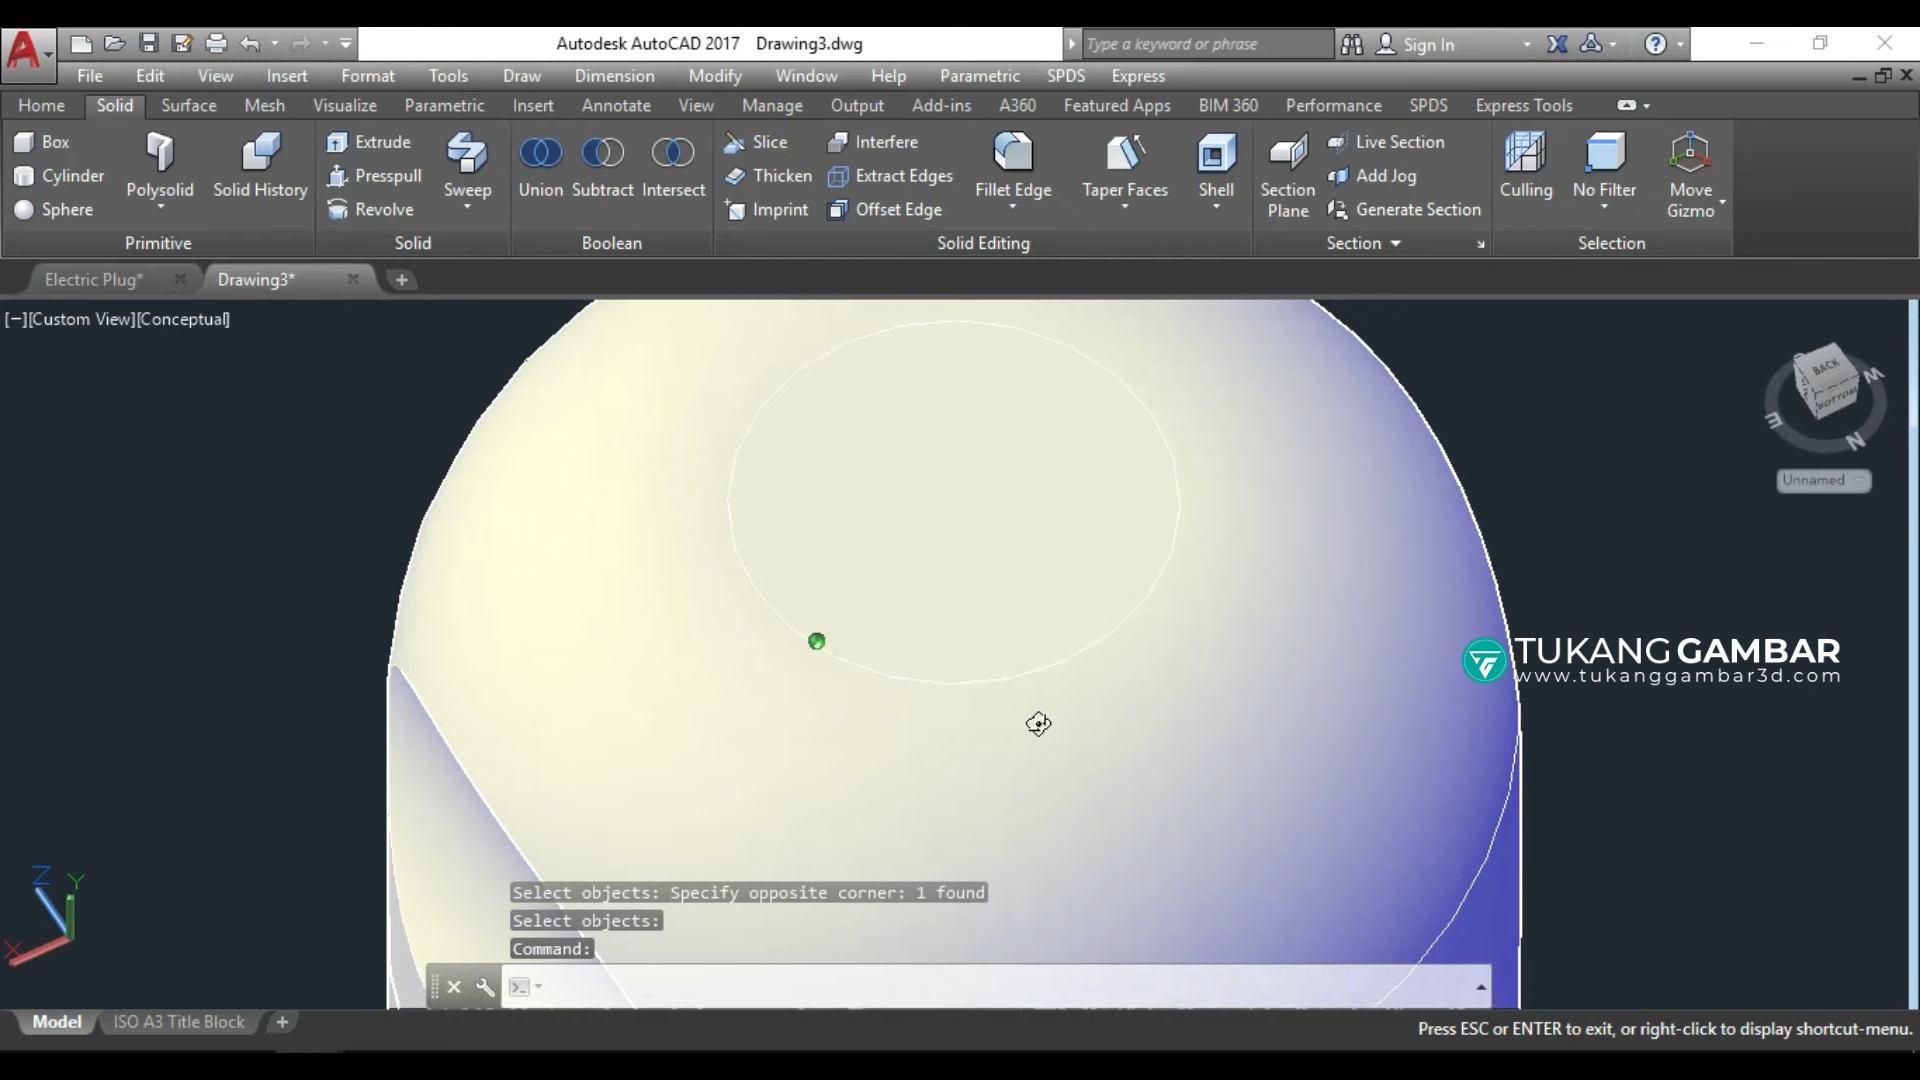 Autodesk AutoCAD 2017 Drawing3.dwg
Type a keyword or phrase
Sign In
File Edit View Insert Format Tools Draw Dimension Modify Window Help Parametric SPDS Express
Home Solid Surface Mesh Visualize Parametric Insert Annotate View Manage Output Add-ins A360 Featured Apps BIM 360 Performance SPDS Express Tools
Box
Cylinder
Sphere
Polysolid
Solid History
Primitive
Extrude
Presspull
Revolve
Sweep
Solid
Union Subtract Intersect
Boolean
Slice
Thicken
Imprint
Interfere
Extract Edges
Offset Edge
Fillet Edge
Taper Faces
Shell
Solid Editing
Section
Plane
Live Section
Add Jog
Generate Section
Section
Culling
No Filter
Move
Gizmo
Selection
Electric Plug*
Drawing3*
[−][Custom View][Conceptual]
BACK
BOTTOM
W
E
N
Unnamed
TUKANGGAMBAR
www.tukanggambar3d.com
Z
Y
X
Select objects: Specify opposite corner: 1 found
Select objects:
Command:
Model
ISO A3 Title Block
Press ESC or ENTER to exit, or right-click to display shortcut-menu.